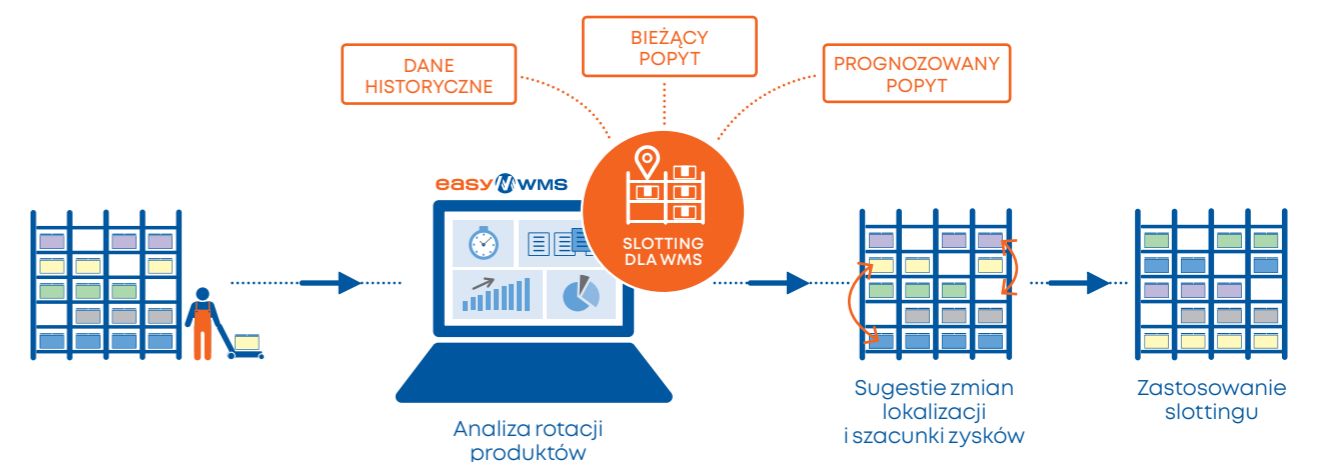 DANE
HISTORYCZNE
BIEŻĄCY
POPYT
PROGNOZOWANY
POPYT
easy WMS
SLOTTING
DLA WMS
Analiza rotacji
produktów
Sugestie zmian
lokalizacji
i szacunki zysków
Zastosowanie
slottingu